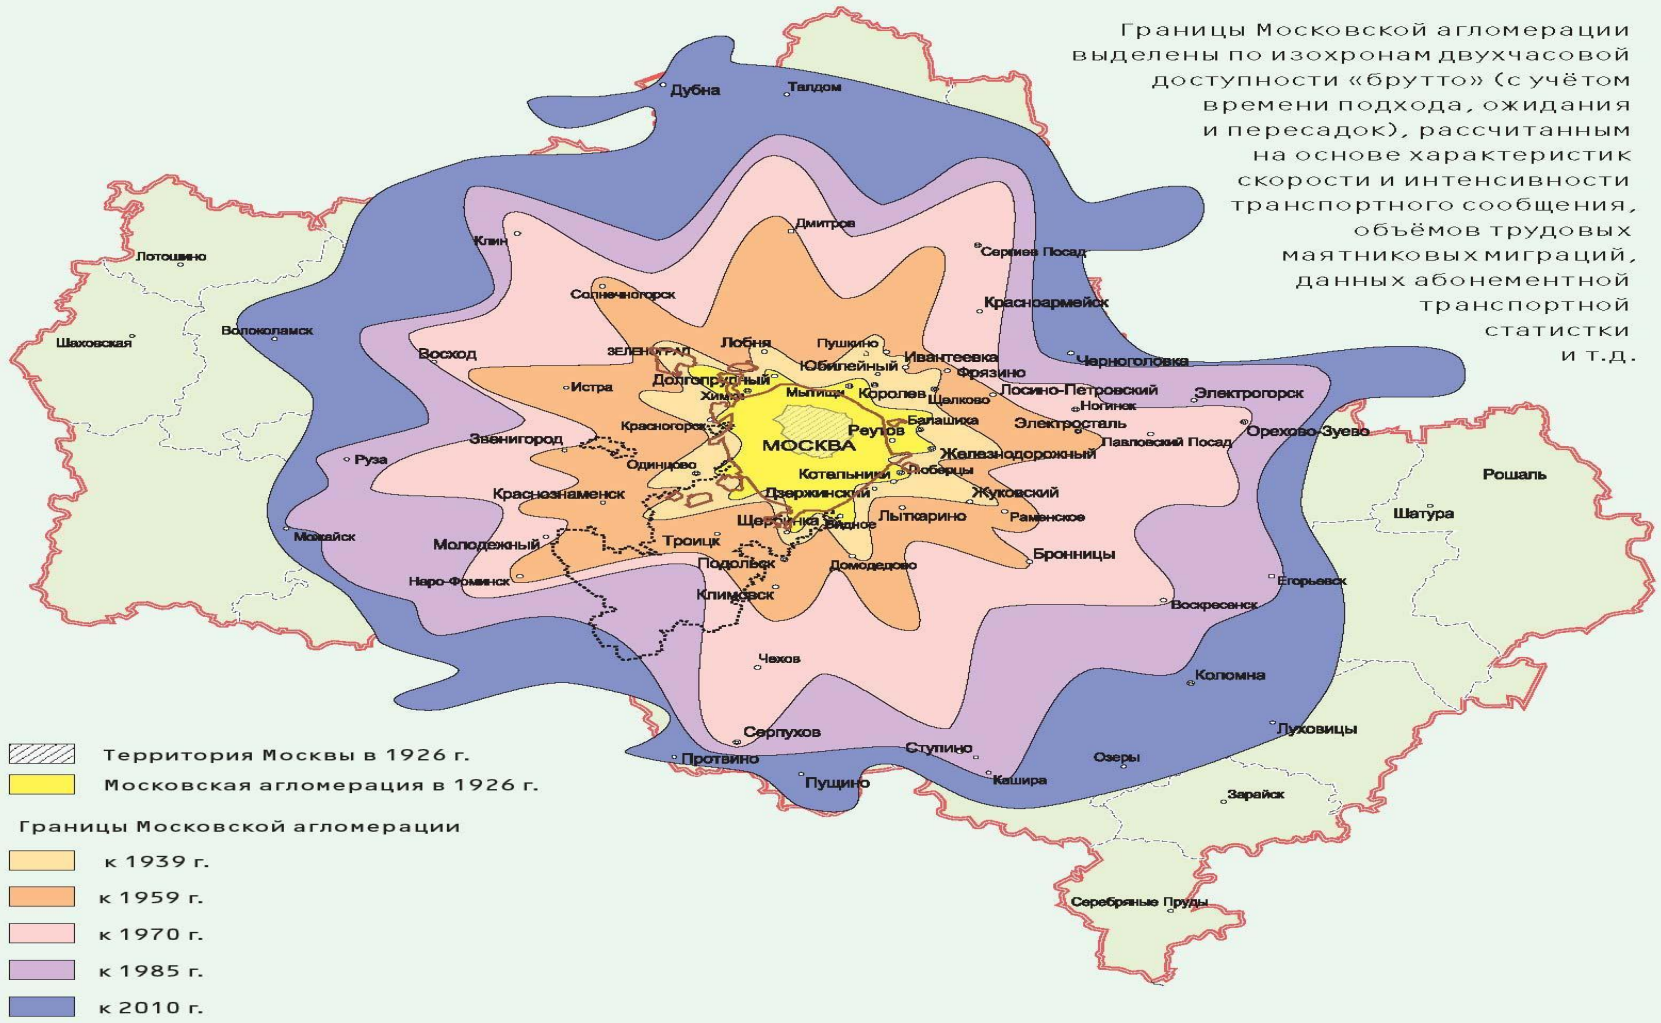 Границы Московской агломерации
выделены по изохронам двухчасовой
доступности «брутто» (с учётом
времени подхода, ожидания
и пересадок), рассчитанным
на основе характеристик
скорости и интенсивности
транспортного сообщения,
объёмов трудовых
маятниковых миграций,
данных абонементной
транспортной
статистки
и т.д.
Дубна
Талдом
Дмитров
Клин
Сергиев Посад
Лотошино
Солнечногорск
Красноармейск
Волоколамск
Шаховская
Восход
ЗЕЛЕНОГРАД
Лобня
Пушкино
Ивантеевка
Черноголовка
Юбилейный
Фрязино
Истра
Долгопрудный
Химки
Мытищи
Королев
Щелково
Лосино-Петровский
Электрогорск
Ногинск
Красногорск
Реутов
Балашиха
Электросталь
Орехово-Зуево
Звенигород
МОСКВА
Павловский Посад
Руза
Железнодорожный
Одинцово
Котельники
Люберцы
Рошаль
Краснознаменск
Дзержинский
Жуковский
Шатура
Щербинка
Видное
Лыткарино
Раменское
Можайск
Молодежный
Троицк
Бронницы
Подольск
Домодедово
Наро-Фоминск
Егорьевск
Климовск
Воскресенск
Чехов
Коломна
Серпухов
Луховицы
Ступино
Протвино
Озеры
Пущино
Кашира
Зарайск
Серебряные Пруды
Территория Москвы в 1926 г.
Московская агломерация в 1926 г.
Границы Московской агломерации
к 1939 г.
к 1959 г.
к 1970 г.
к 1985 г.
к 2010 г.